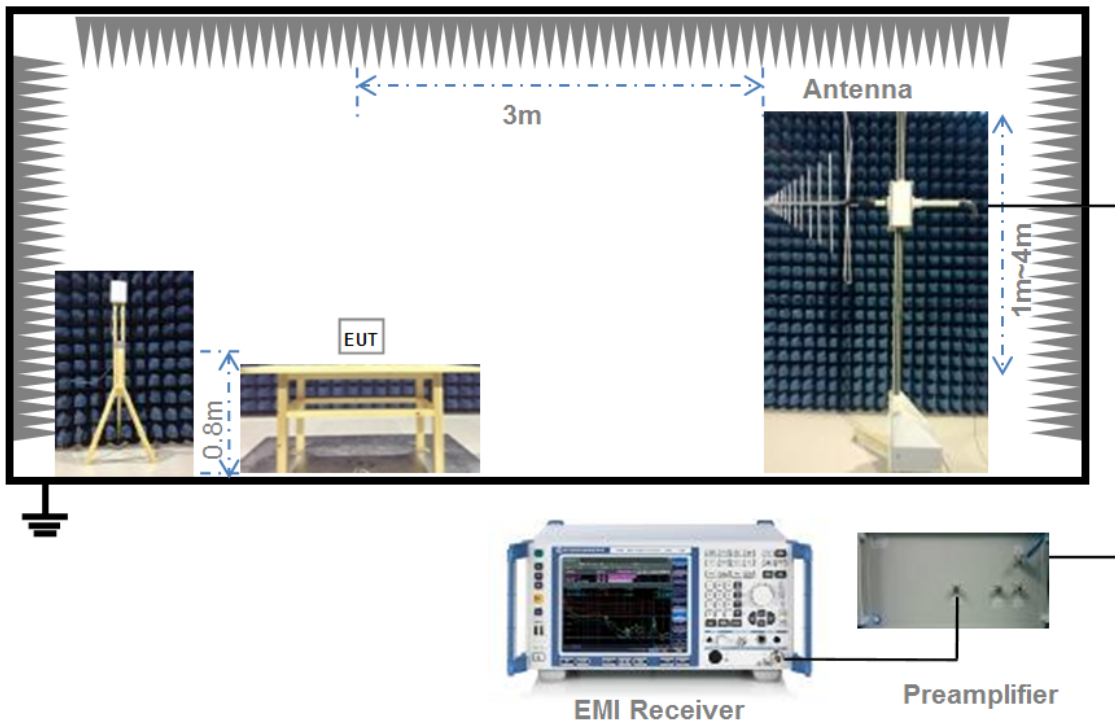 3m
Antenna
1m~4m
EUT
0.8m
EMI Receiver
Preamplifier